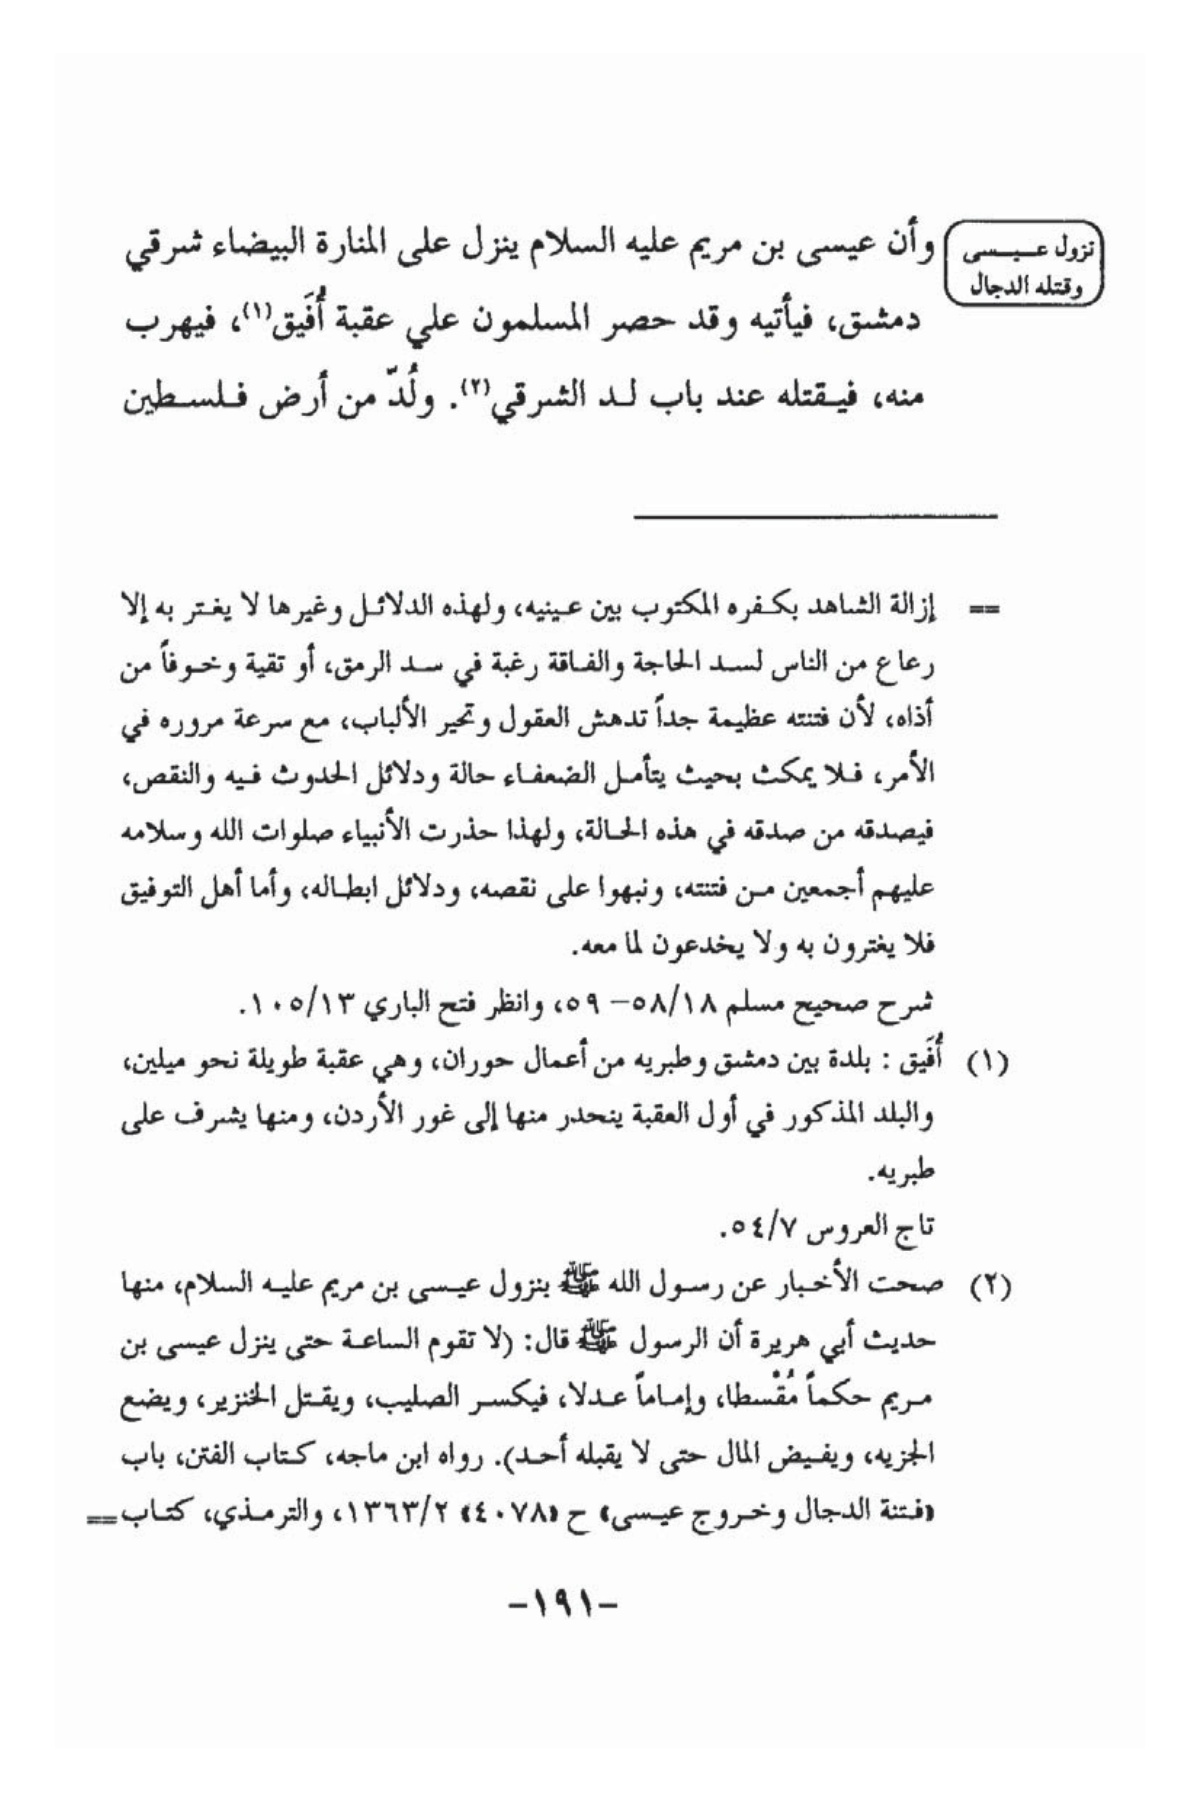 نزول عيسى
وقتله الدجال
وأن عيسى بن مريم عليه السلام ينزل على المنارة البيضاء شرقي
دمشق، فيأتيه وقد حصر المسلمون علي عقبة أُفَيق(١)، فيهرب
منه، فيقتله عند باب لد الشرقي(٢). ولُدّ من أرض فلسطين
== إزالة الشاهد بكفره المكتوب بين عينيه، ولهذه الدلائل وغيرها لا يغتر به إلا
رعاع من الناس لسد الحاجة والفاقة رغبة في سد الرمق، أو تقية وخوفاً من
أذاه، لأن فتنته عظيمة جداً تدهش العقول وتحير الألباب، مع سرعة مروره في
الأمر، فلا يمكث بحيث يتأمل الضعفاء حالة ودلائل الحدوث فيه والنقص،
فيصدقه من صدقه في هذه الحالة، ولهذا حذرت الأنبياء صلوات الله وسلامه
عليهم أجمعين من فتنته، ونبهوا على نقصه، ودلائل ابطاله، وأما أهل التوفيق
فلا يغترون به ولا يخدعون لما معه.
شرح صحيح مسلم ٥٨/١٨– ٥٩، وانظر فتح الباري ١٠٥/١٣.
(١) أُفَيق : بلدة بين دمشق وطبريه من أعمال حوران، وهي عقبة طويلة نحو ميلين،
والبلد المذكور في أول العقبة ينحدر منها إلى غور الأردن، ومنها يشرف على
طبريه.
تاج العروس ٥٤/٧.
(٢) صحت الأخبار عن رسول الله ﷺ بنزول عيسى بن مريم عليه السلام، منها
حديث أبي هريرة أن الرسول ﷺ قال: (لا تقوم الساعة حتى ينزل عيسى بن
مريم حكماً مُقْسطا، وإماماً عدلا، فيكسر الصليب، ويقتل الخنزير، ويضع
الجزيه، ويفيض المال حتى لا يقبله أحد). رواه ابن ماجه، كتاب الفتن، باب
«فتنة الدجال وخروج عيسى» ح «٤٠٧٨» ١٣٦٣/٢، والترمذي، كتاب ==
-١٩١-